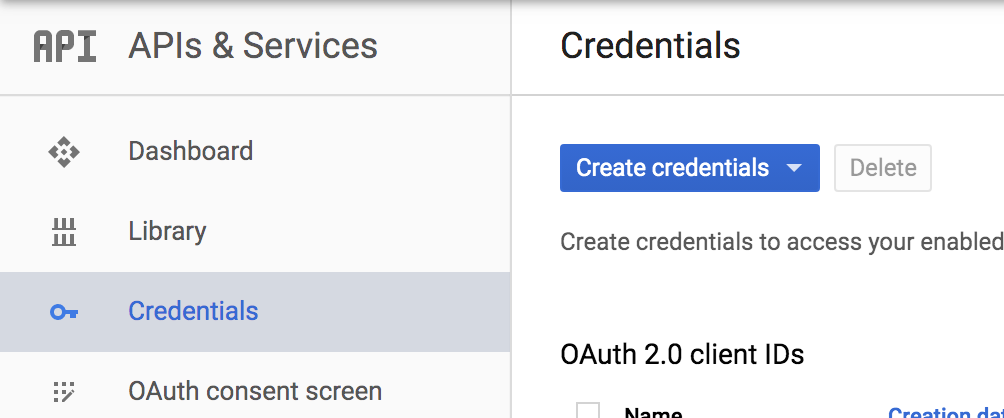 API APIs & Services
Dashboard
Library
Credentials
OAuth consent screen
Credentials
Create credentials
Delete
Create credentials to access your enabled
OAuth 2.0 client IDs
Name
Creation